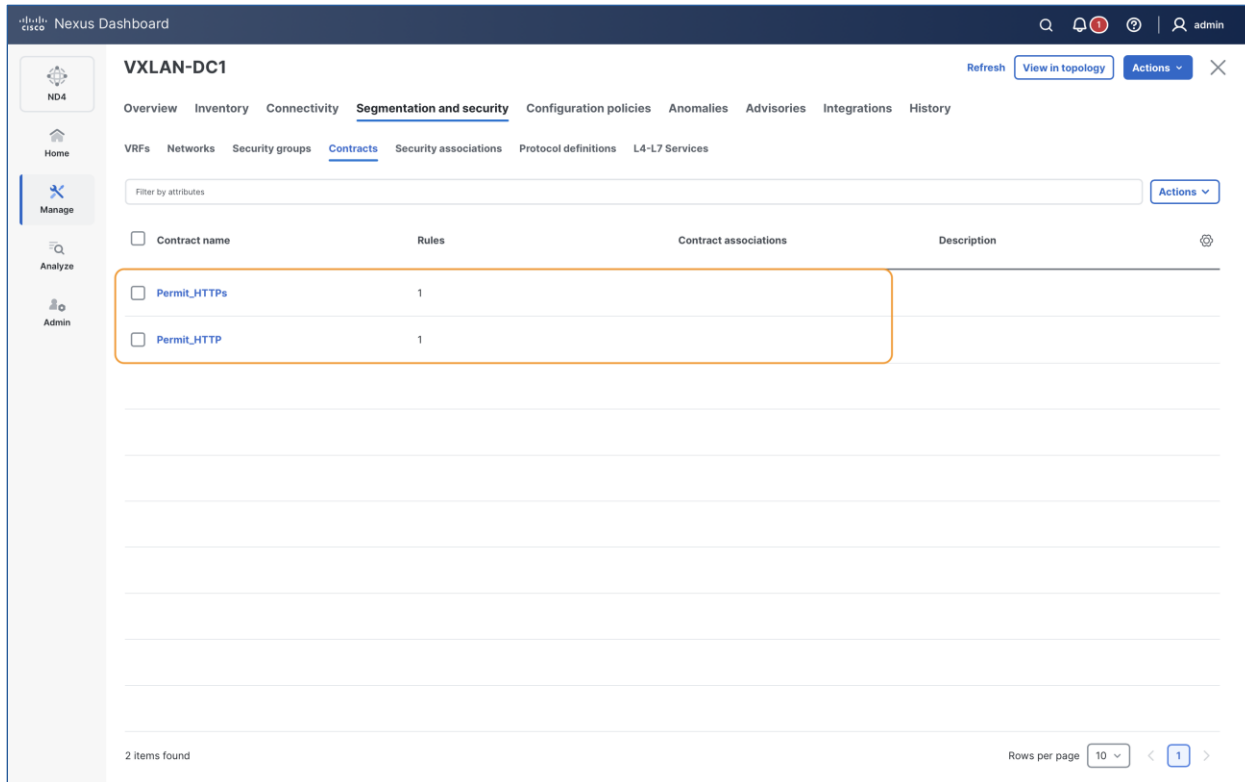 cisco Nexus Dashboard 1 admin
ND4
Home
Manage
Analyze
Admin
VXLAN-DC1 Refresh View in topology Actions
Overview Inventory Connectivity Segmentation and security Configuration policies Anomalies Advisories Integrations History
VRFs Networks Security groups Contracts Security associations Protocol definitions L4-L7 Services
Filter by attributes Actions
Contract name Rules Contract associations Description
Permit_HTTPs 1
Permit_HTTP 1
2 items found Rows per page 10 1